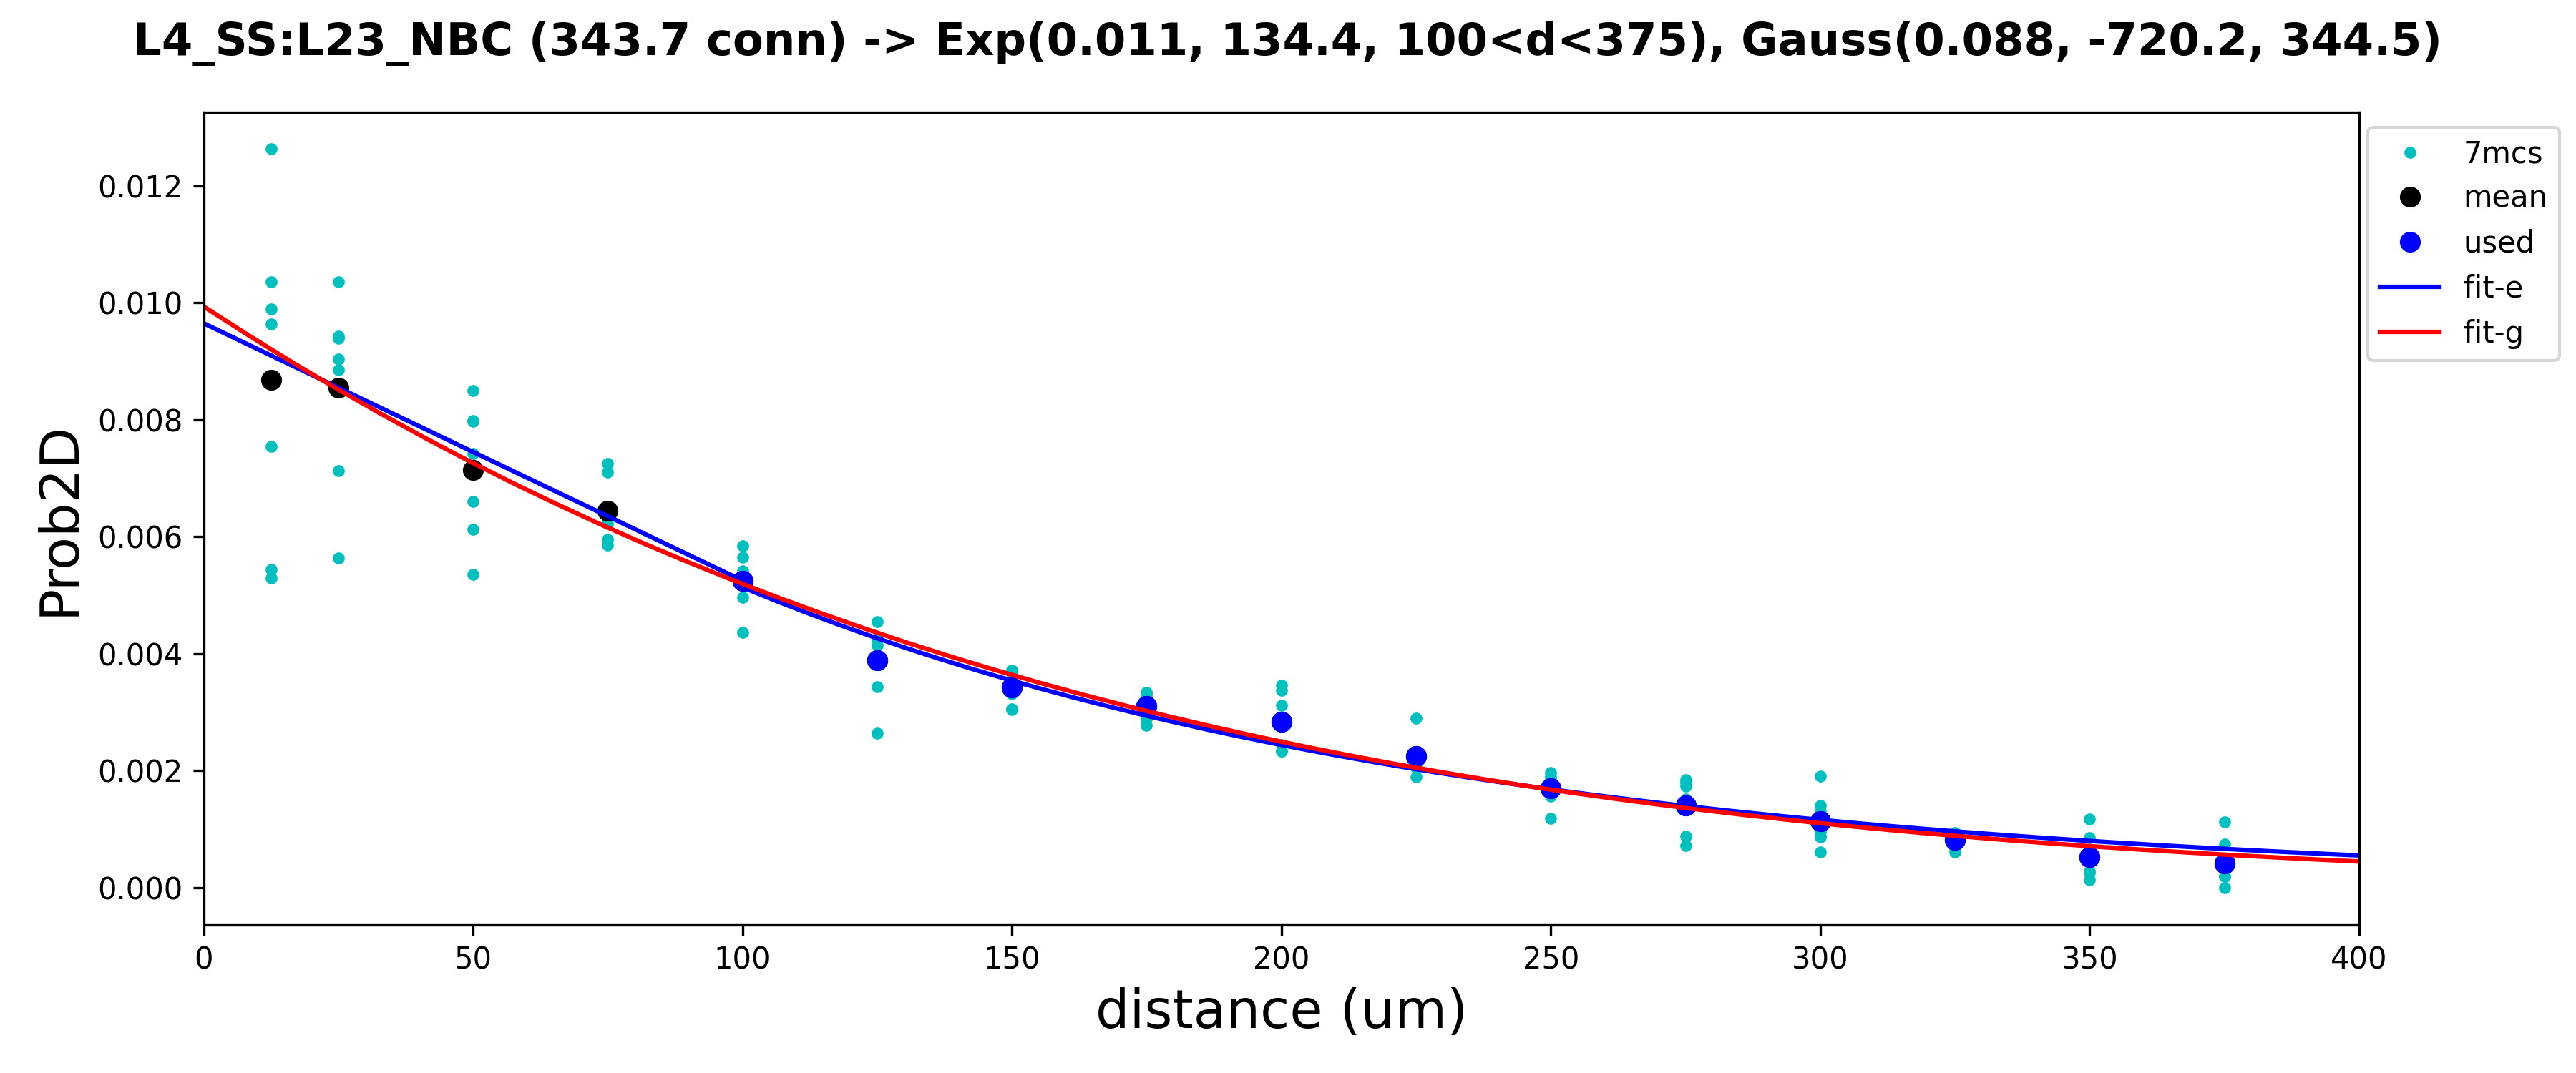 L4_SS:L23_NBC (343.7 conn) -> Exp(0.011, 134.4, 100<d<375), Gauss(0.088, -720.2, 344.5)
7mcs
mean
used
fit-e
fit-g
Prob2D
0.012
0.010
0.008
0.006
0.004
0.002
0.000
0 50 100 150 200 250 300 350 400
distance (um)